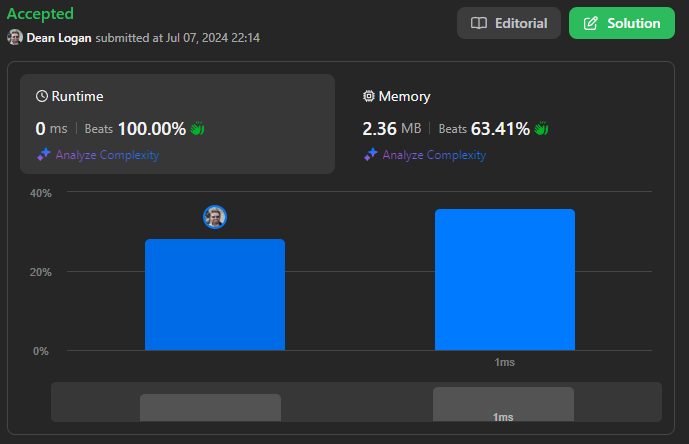 Accepted
Dean Logan submitted at Jul 07, 2024 22:14
Editorial
Solution
Runtime
0 ms | Beats 100.00%
Analyze Complexity
Memory
2.36 MB | Beats 63.41%
Analyze Complexity
40%
20%
0%
1ms
1ms